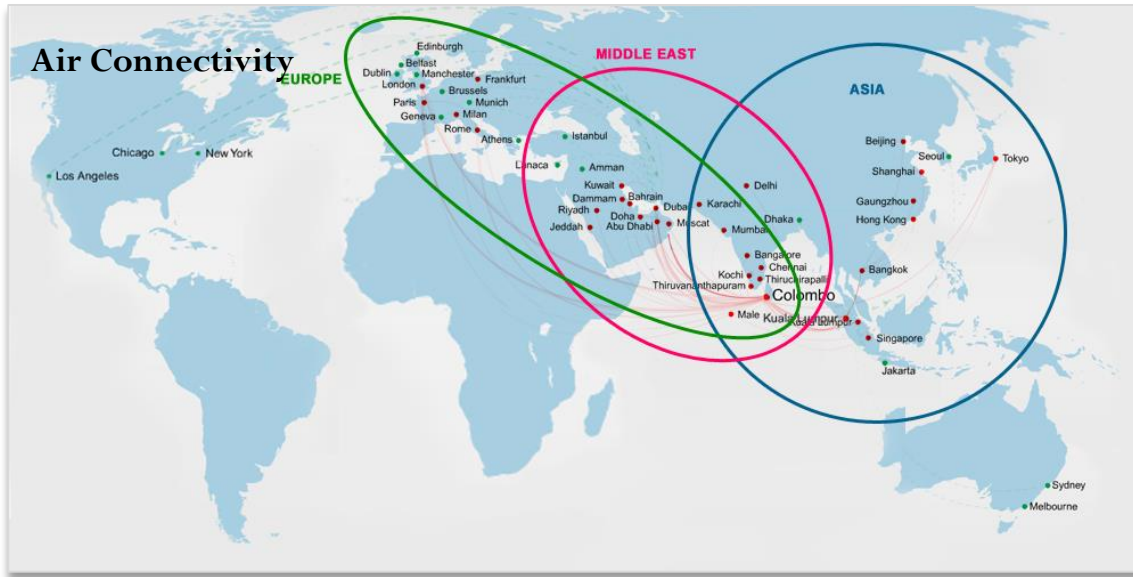 Air Connectivity
EUROPE
MIDDLE EAST
ASIA
Edinburgh
Belfast
Dublin
Manchester
London
Frankfurt
Brussels
Paris
Munich
Geneva
Milan
Rome
Athens
Istanbul
Lanaca
Amman
Chicago
New York
Los Angeles
Kuwait
Dammam
Bahrain
Riyadh
Doha
Dubai
Jeddah
Abu Dhabi
Muscat
Karachi
Delhi
Dhaka
Mumbai
Bangalore
Chennai
Kochi
Thiruchirapalli
Thiruvananthapuram
Colombo
Male
Kuala Lumpur
Kuala Lumpur
Singapore
Jakarta
Bangkok
Beijing
Seoul
Tokyo
Shanghai
Gaungzhou
Hong Kong
Sydney
Melbourne